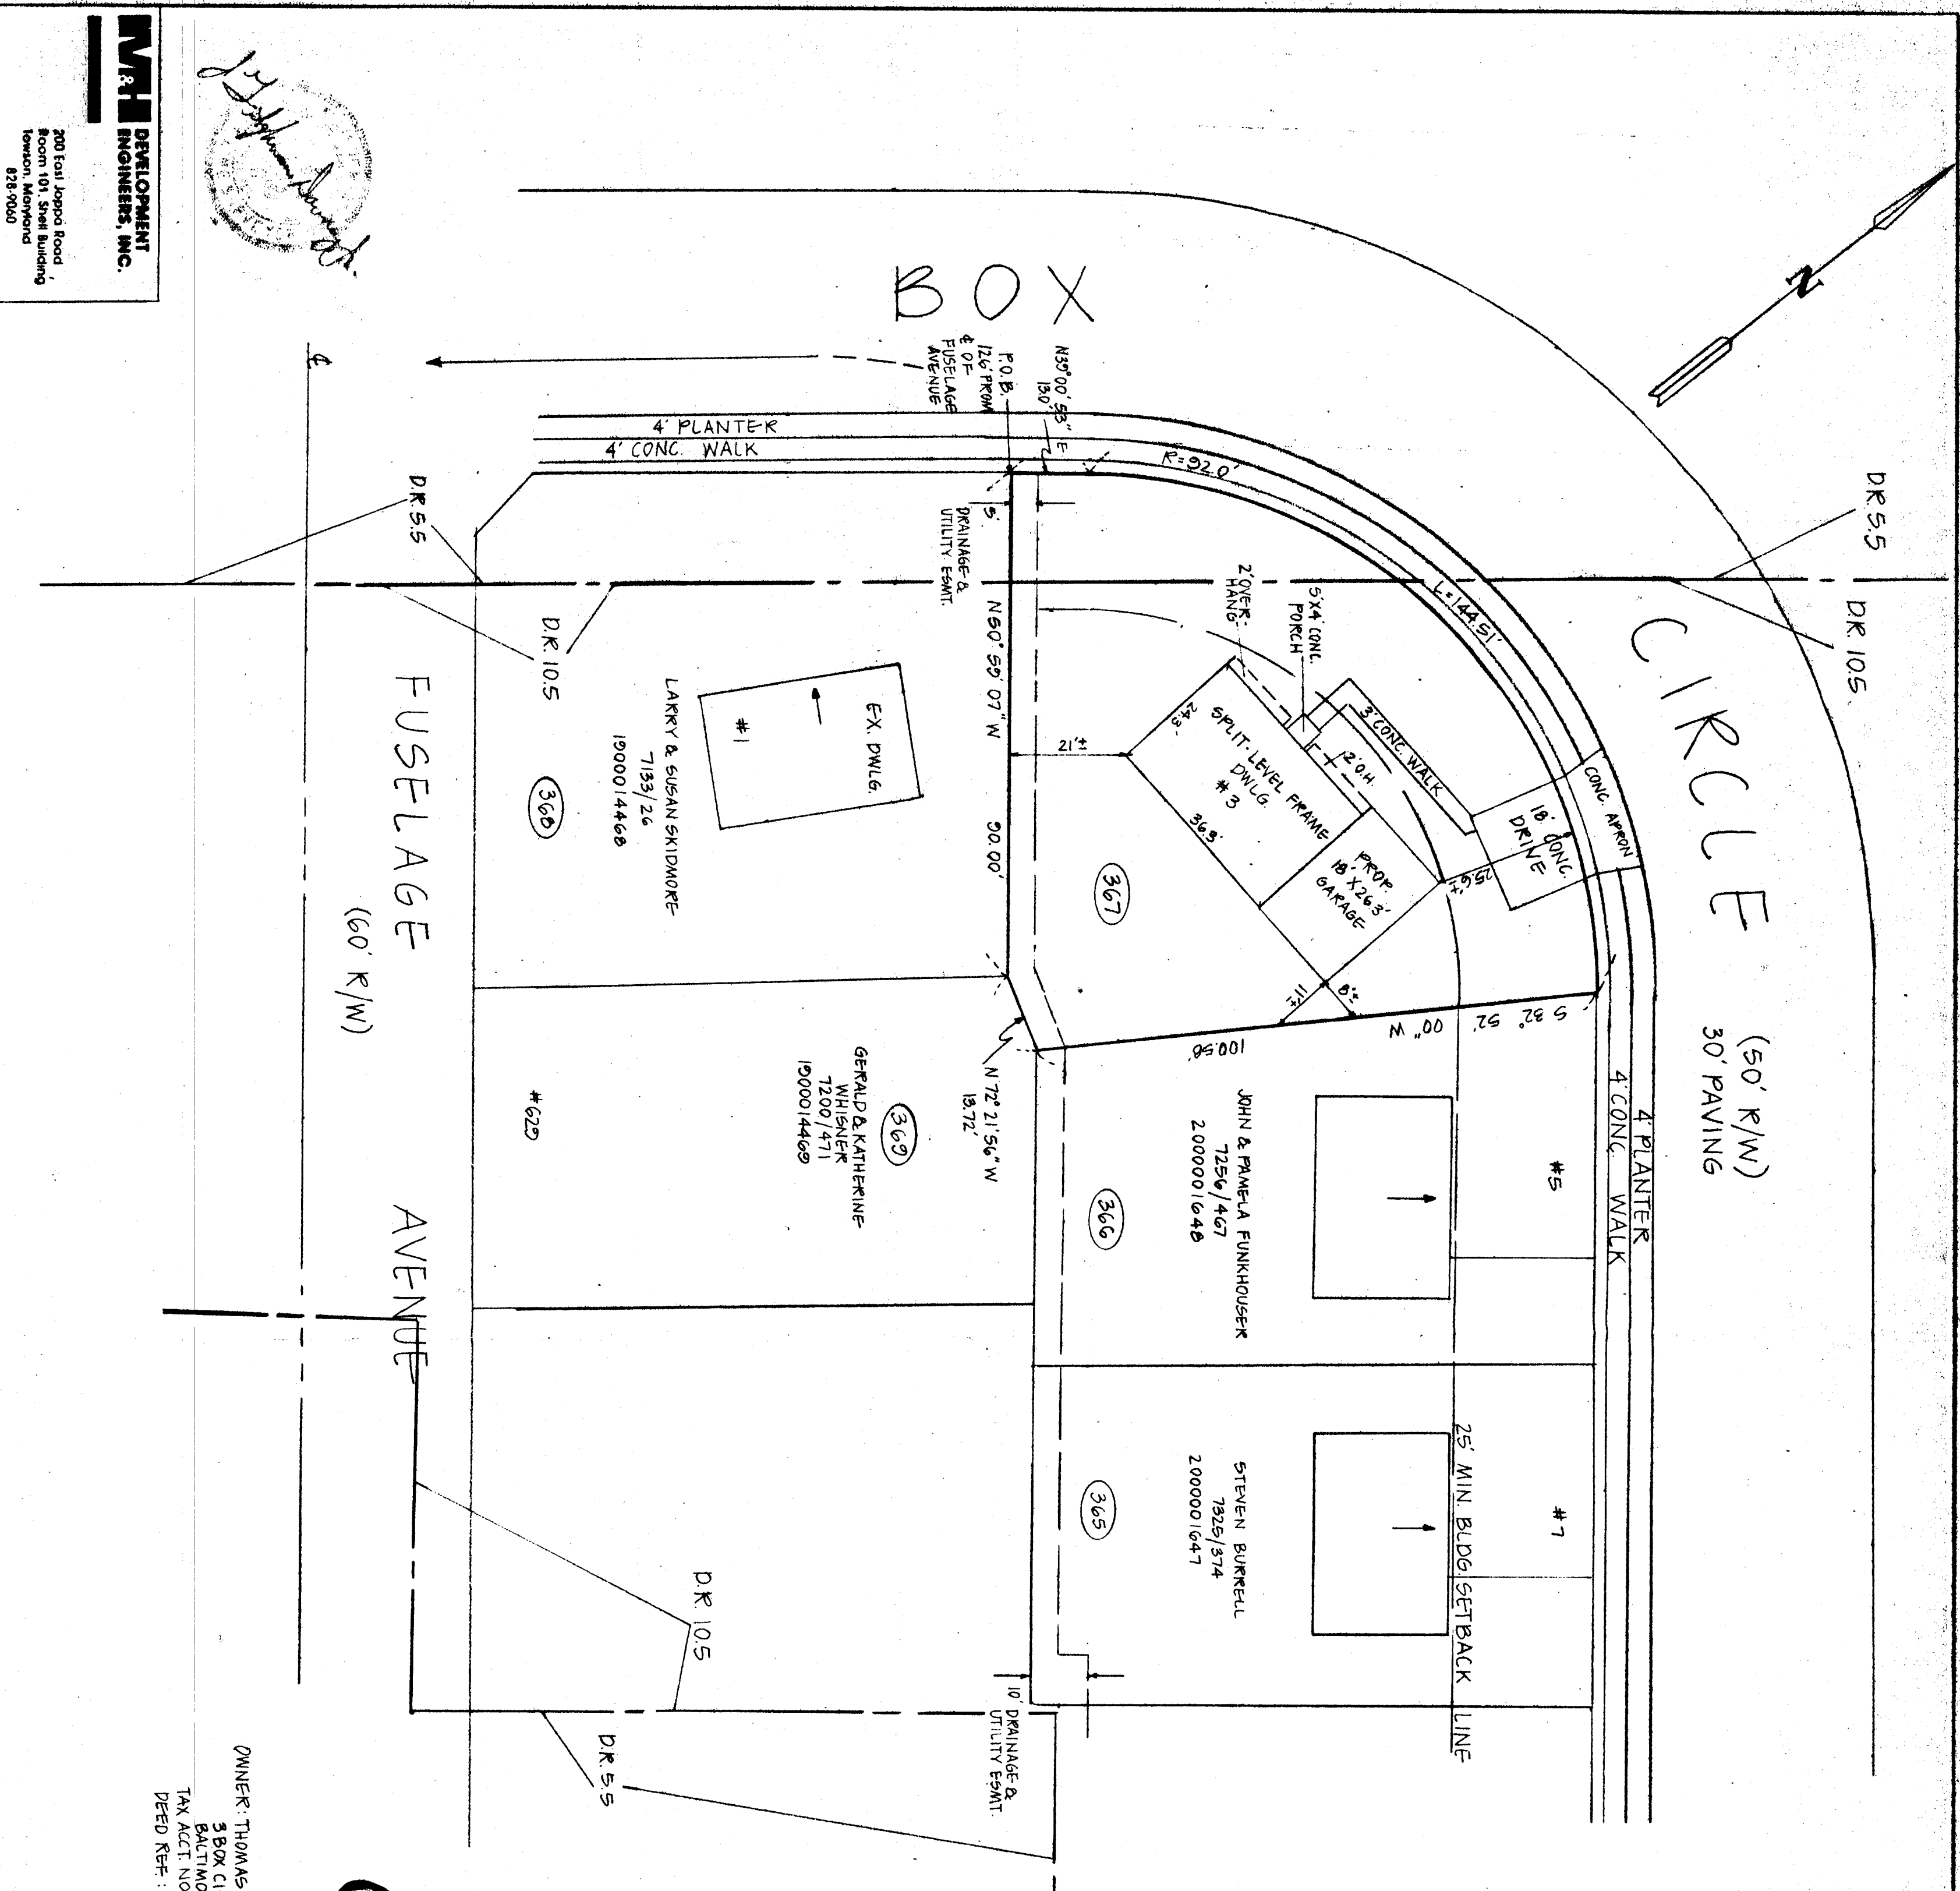 M&H
DEVELOPMENT
ENGINEERS, INC.
200 East Joppa Road
Room 101, Shell Building
Towson, Maryland
828-9060
N
BOX
CIRCLE
(50' R/W)
30' PAVING
4' PLANTER
4' CONC. WALK
4' PLANTER
4' CONC. WALK
P.O.B.
126' FROM
℄ OF
FUSELAGE
AVENUE
N39°00'53" E
13.0'
R=92.0'
L=144.51'
D.R. 5.5
D.R. 10.5
D.R. 5.5
D.R. 10.5
5'
DRAINAGE &
UTILITY ESMT.
N50°59'07" W 90.00'
2' OVER-
HANG
5'X4' CONC.
PORCH
3' CONC. WALK
2' O.H.
24.3'
SPLIT-LEVEL FRAME
DWLG.
#3
36.3'
21'±
PROP.
18' X 26.3'
GARAGE
18' CONC.
DRIVE
CONC. APRON
25.6'±
11'±
8'±
367
S 32° 52' 00" W
100.58'
N 72° 21' 56" W
13.72'
EX. DWLG.
#1
LARRY & SUSAN SKIDMORE
7133/26
1900014468
368
FUSELAGE AVENUE
(60' R/W)
℄
GERALD & KATHERINE
WHISNER
7200/471
1900014469
369
#629
#5
JOHN & PAMELA FUNKHOUSER
7256/467
2000001648
366
#7
STEVEN BURRELL
7325/374
2000001647
365
25' MIN. BLDG. SETBACK LINE
10' DRAINAGE &
UTILITY ESMT.
D.R. 10.5
D.R. 5.5
OWNER: THOMAS
3 BOX CI
BALTIMO
TAX ACCT. NO
DEED REF.: